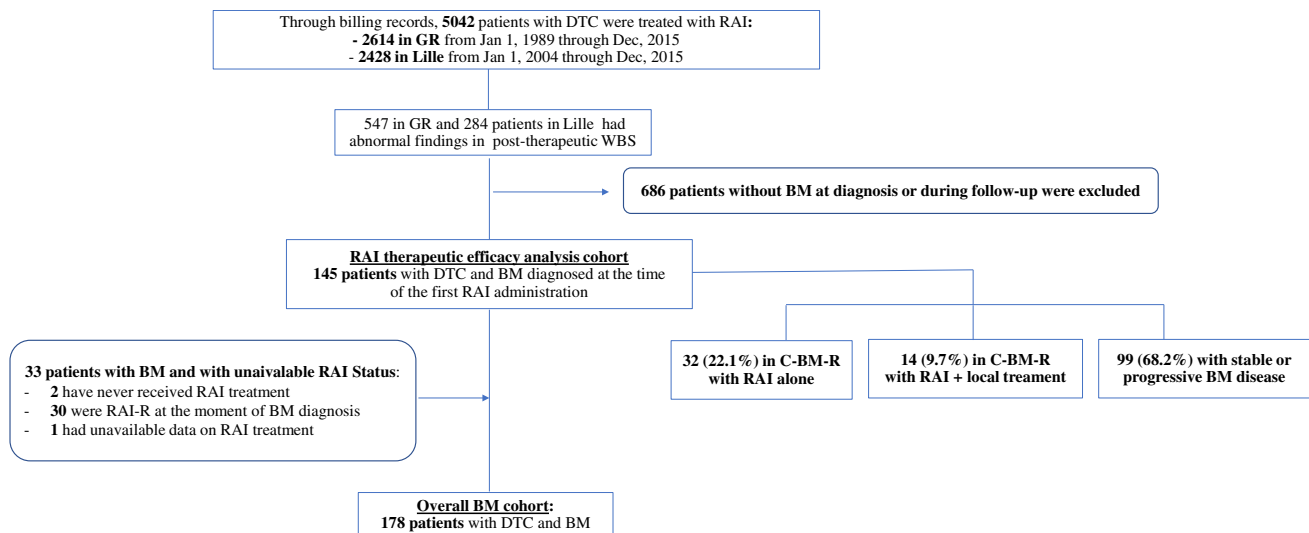 Through billing records, 5042 patients with DTC were treated with RAI:
- 2614 in GR from Jan 1, 1989 through Dec, 2015
- 2428 in Lille from Jan 1, 2004 through Dec, 2015
547 in GR and 284 patients in Lille had
abnormal findings in post-therapeutic WBS
686 patients without BM at diagnosis or during follow-up were excluded
RAI therapeutic efficacy analysis cohort
145 patients with DTC and BM diagnosed at the time
of the first RAI administration
32 (22.1%) in C-BM-R
with RAI alone
14 (9.7%) in C-BM-R
with RAI + local treament
99 (68.2%) with stable or
progressive BM disease
33 patients with BM and with unaivalable RAI Status:
- 2 have never received RAI treatment
- 30 were RAI-R at the moment of BM diagnosis
- 1 had unavailable data on RAI treatment
Overall BM cohort:
178 patients with DTC and BM